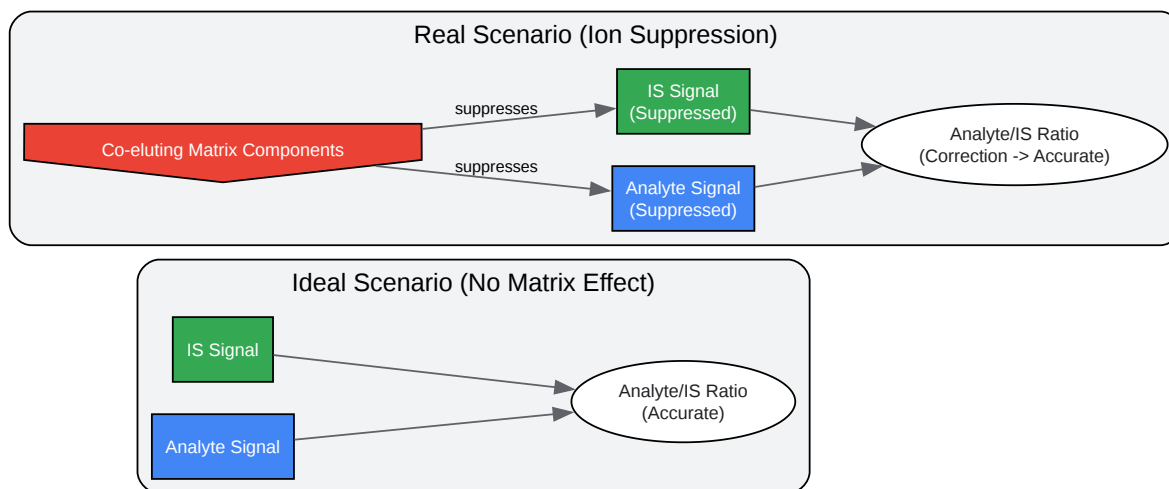 Real Scenario (Ion Suppression)
Co-eluting Matrix Components
suppresses
suppresses
IS Signal
(Suppressed)
Analyte Signal
(Suppressed)
Analyte/IS Ratio
(Correction -> Accurate)
Ideal Scenario (No Matrix Effect)
IS Signal
Analyte Signal
Analyte/IS Ratio
(Accurate)